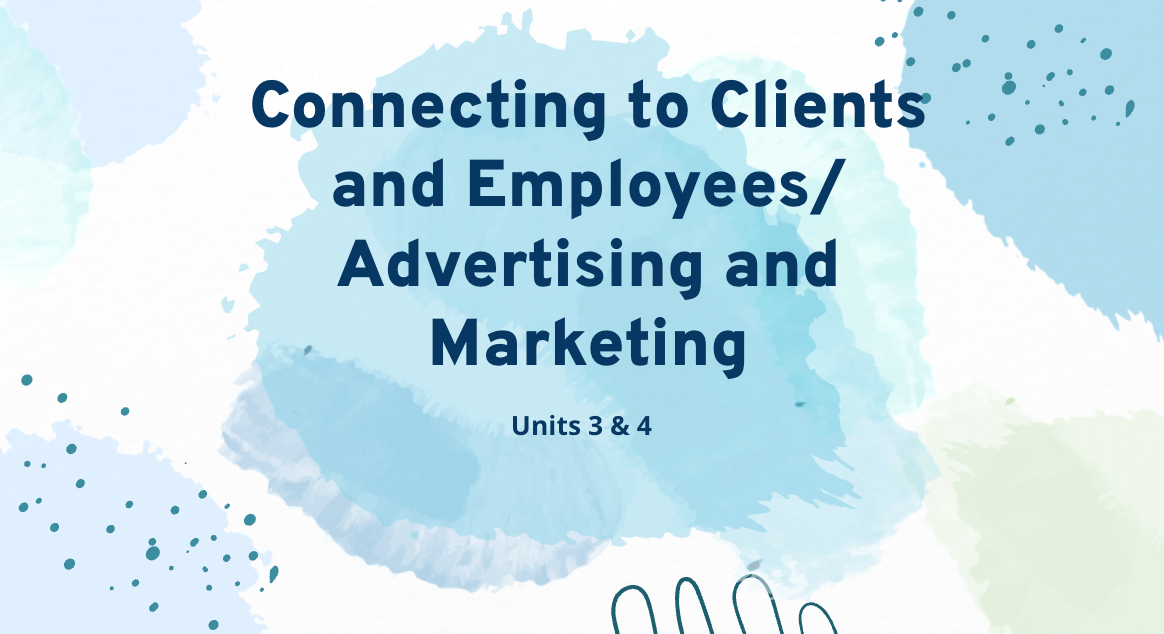 Connecting to Clients
and Employees/
Advertising and
Marketing
Units 3 & 4